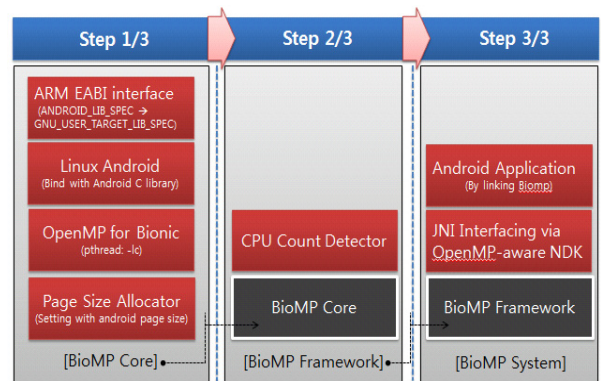 Step 1/3
Step 2/3
Step 3/3
ARM EABI interface
(ANDROID_LIB_SPEC →
GNU_USER_TARGET_LIB_SPEC)
Linux Android
(Bind with Android C library)
OpenMP for Bionic
(pthread: -lc)
Page Size Allocator
(Setting with android page size)
[BioMP Core]
CPU Count Detector
BioMP Core
[BioMP Framework]
Android Application
(By linking Biomp)
JNI Interfacing via
OpenMP-aware NDK
BioMP Framework
[BioMP System]